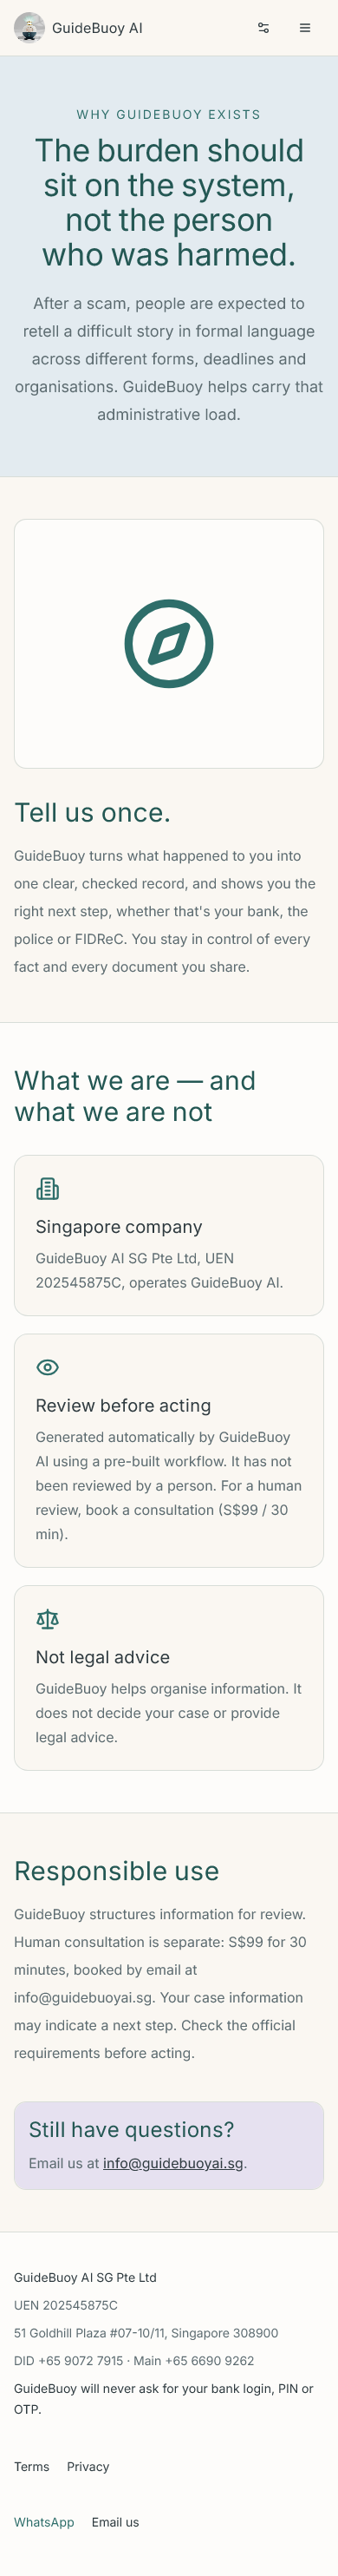 GuideBuoy AI
WHY GUIDEBUOY EXISTS
The burden should
sit on the system,
not the person
who was harmed.
After a scam, people are expected to
retell a difficult story in formal language
across different forms, deadlines and
organisations. GuideBuoy helps carry that
administrative load.
Tell us once.
GuideBuoy turns what happened to you into
one clear, checked record, and shows you the
right next step, whether that's your bank, the
police or FIDReC. You stay in control of every
fact and every document you share.
What we are — and
what we are not
Singapore company
GuideBuoy AI SG Pte Ltd, UEN
202545875C, operates GuideBuoy AI.
Review before acting
Generated automatically by GuideBuoy
AI using a pre-built workflow. It has not
been reviewed by a person. For a human
review, book a consultation (S$99 / 30
min).
Not legal advice
GuideBuoy helps organise information. It
does not decide your case or provide
legal advice.
Responsible use
GuideBuoy structures information for review.
Human consultation is separate: S$99 for 30
minutes, booked by email at
info@guidebuoyai.sg. Your case information
may indicate a next step. Check the official
requirements before acting.
Still have questions?
Email us at info@guidebuoyai.sg.
GuideBuoy AI SG Pte Ltd
UEN 202545875C
51 Goldhill Plaza #07-10/11, Singapore 308900
DID +65 9072 7915 · Main +65 6690 9262
GuideBuoy will never ask for your bank login, PIN or
OTP.
Terms Privacy
WhatsApp Email us